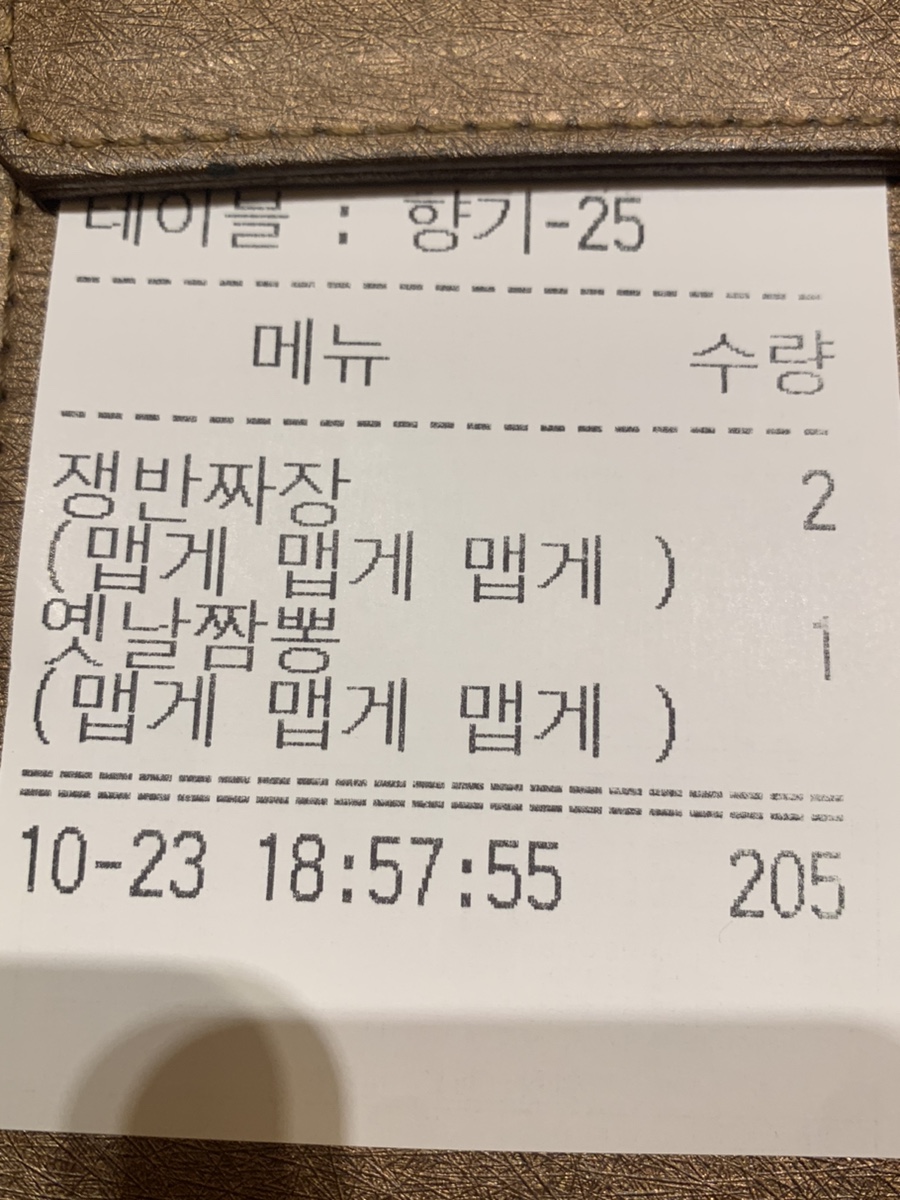 테이블 : 향기-25
메뉴 수량
쟁반짜장 2
(맵게 맵게 맵게 )
옛날짬뽕 1
(맵게 맵게 맵게 )
10-23 18:57:55 205